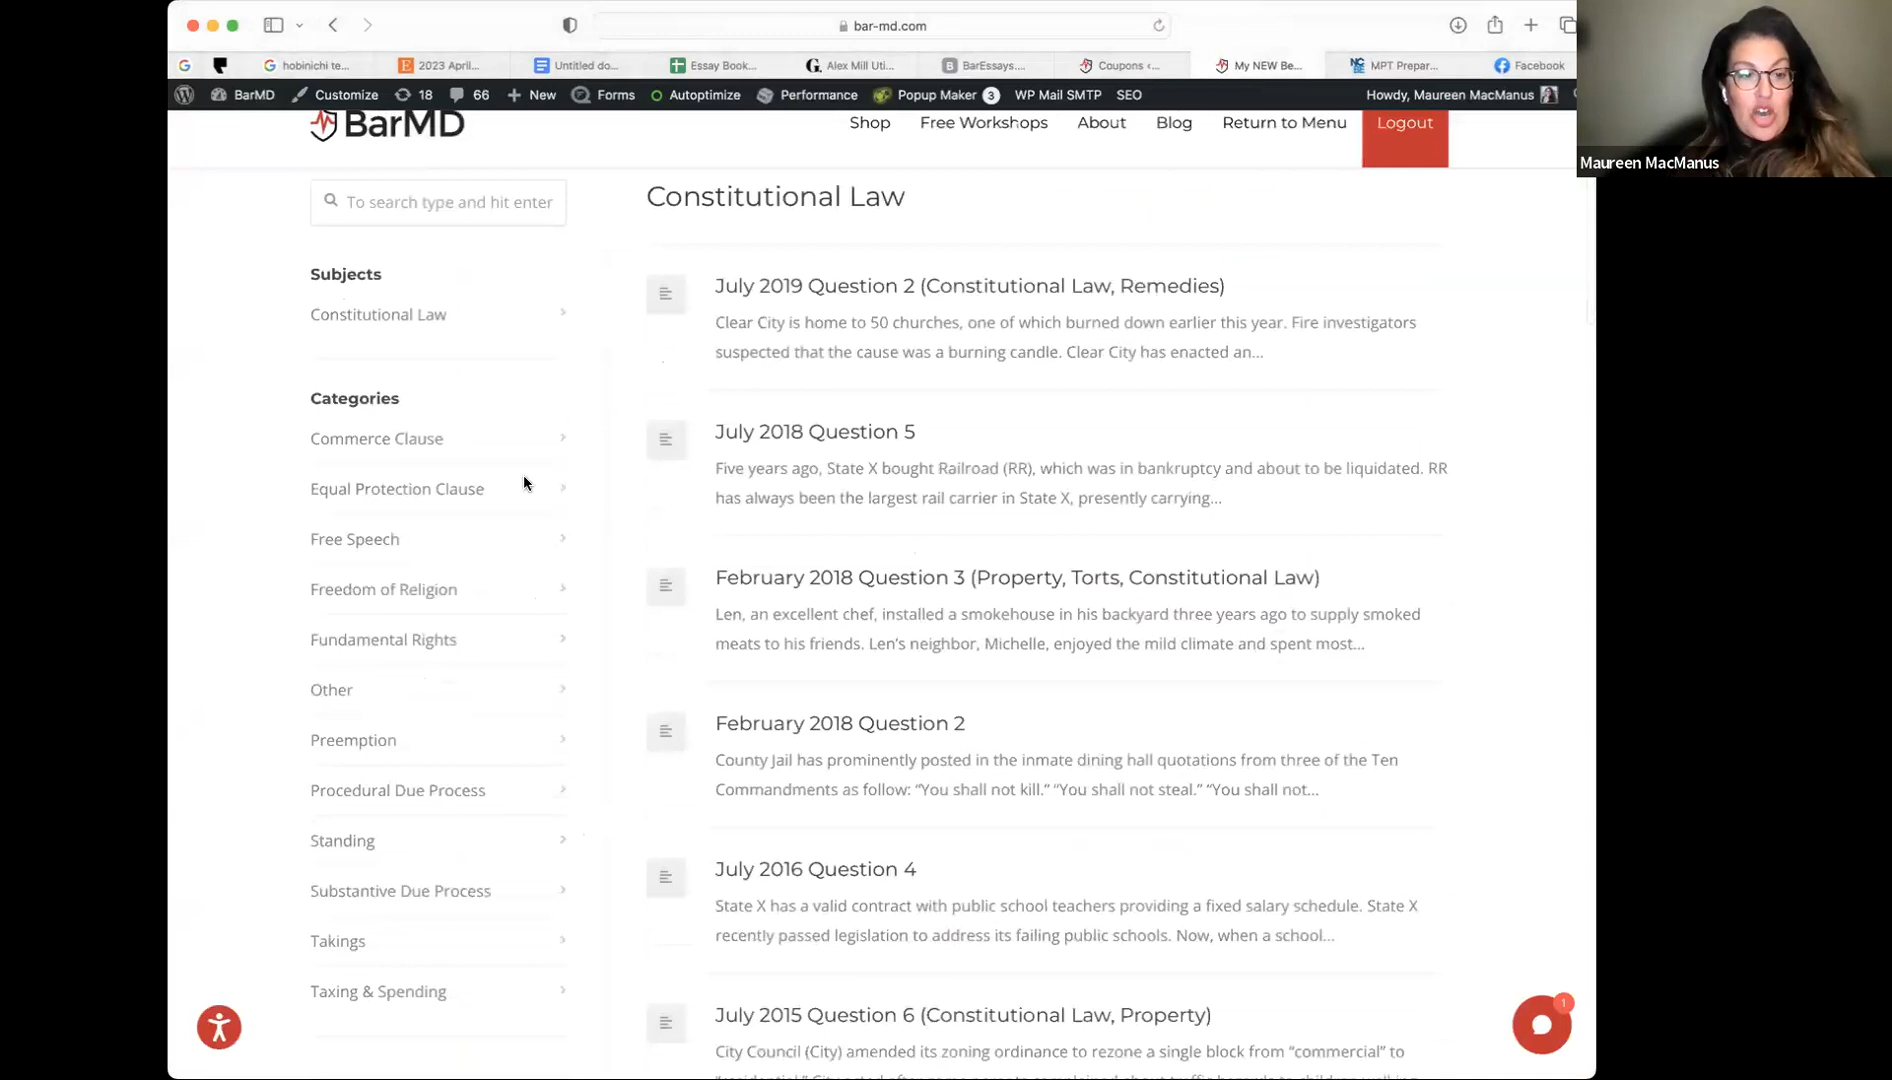 bar-md.com
hobinichi te...
2023 April...
Untitled do...
Essay Book...
Alex Mill Uti...
BarEssays....
Coupons <...
My NEW Be...
MPT Prepar...
Facebook
BarMD Customize 18 66 New Forms Autoptimize Performance Popup Maker 3 WP Mail SMTP SEO Howdy, Maureen MacManus
Maureen MacManus
BarMD
Shop Free Workshops About Blog Return to Menu Logout
To search type and hit enter
Subjects
Constitutional Law
Categories
Commerce Clause
Equal Protection Clause
Free Speech
Freedom of Religion
Fundamental Rights
Other
Preemption
Procedural Due Process
Standing
Substantive Due Process
Takings
Taxing & Spending
Constitutional Law
July 2019 Question 2 (Constitutional Law, Remedies)
Clear City is home to 50 churches, one of which burned down earlier this year. Fire investigators
suspected that the cause was a burning candle. Clear City has enacted an...
July 2018 Question 5
Five years ago, State X bought Railroad (RR), which was in bankruptcy and about to be liquidated. RR
has always been the largest rail carrier in State X, presently carrying...
February 2018 Question 3 (Property, Torts, Constitutional Law)
Len, an excellent chef, installed a smokehouse in his backyard three years ago to supply smoked
meats to his friends. Len's neighbor, Michelle, enjoyed the mild climate and spent most...
February 2018 Question 2
County Jail has prominently posted in the inmate dining hall quotations from three of the Ten
Commandments as follow: “You shall not kill.” “You shall not steal.” “You shall not...
July 2016 Question 4
State X has a valid contract with public school teachers providing a fixed salary schedule. State X
recently passed legislation to address its failing public schools. Now, when a school...
July 2015 Question 6 (Constitutional Law, Property)
City Council (City) amended its zoning ordinance to rezone a single block from “commercial” to
1